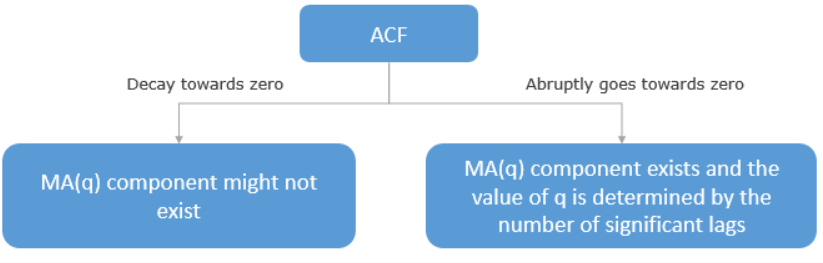 ACF
Decay towards zero
Abruptly goes towards zero
MA(q) component might not
exist
MA(q) component exists and the
value of q is determined by the
number of significant lags